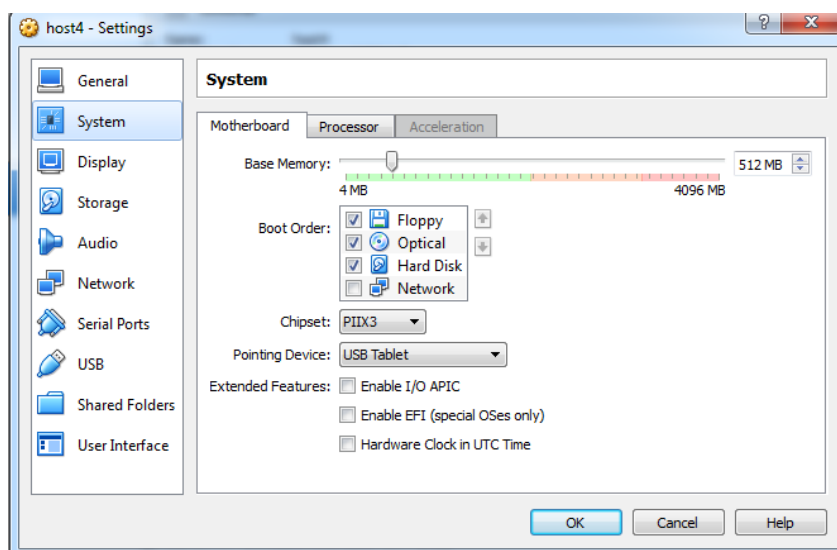 host4 - Settings
General
System
Display
Storage
Audio
Network
Serial Ports
USB
Shared Folders
User Interface
System
Motherboard Processor Acceleration
Base Memory: 512 MB
4 MB 4096 MB
Boot Order:
Floppy
Optical
Hard Disk
Network
Chipset: PIIX3
Pointing Device: USB Tablet
Extended Features: Enable I/O APIC
Enable EFI (special OSes only)
Hardware Clock in UTC Time
OK Cancel Help